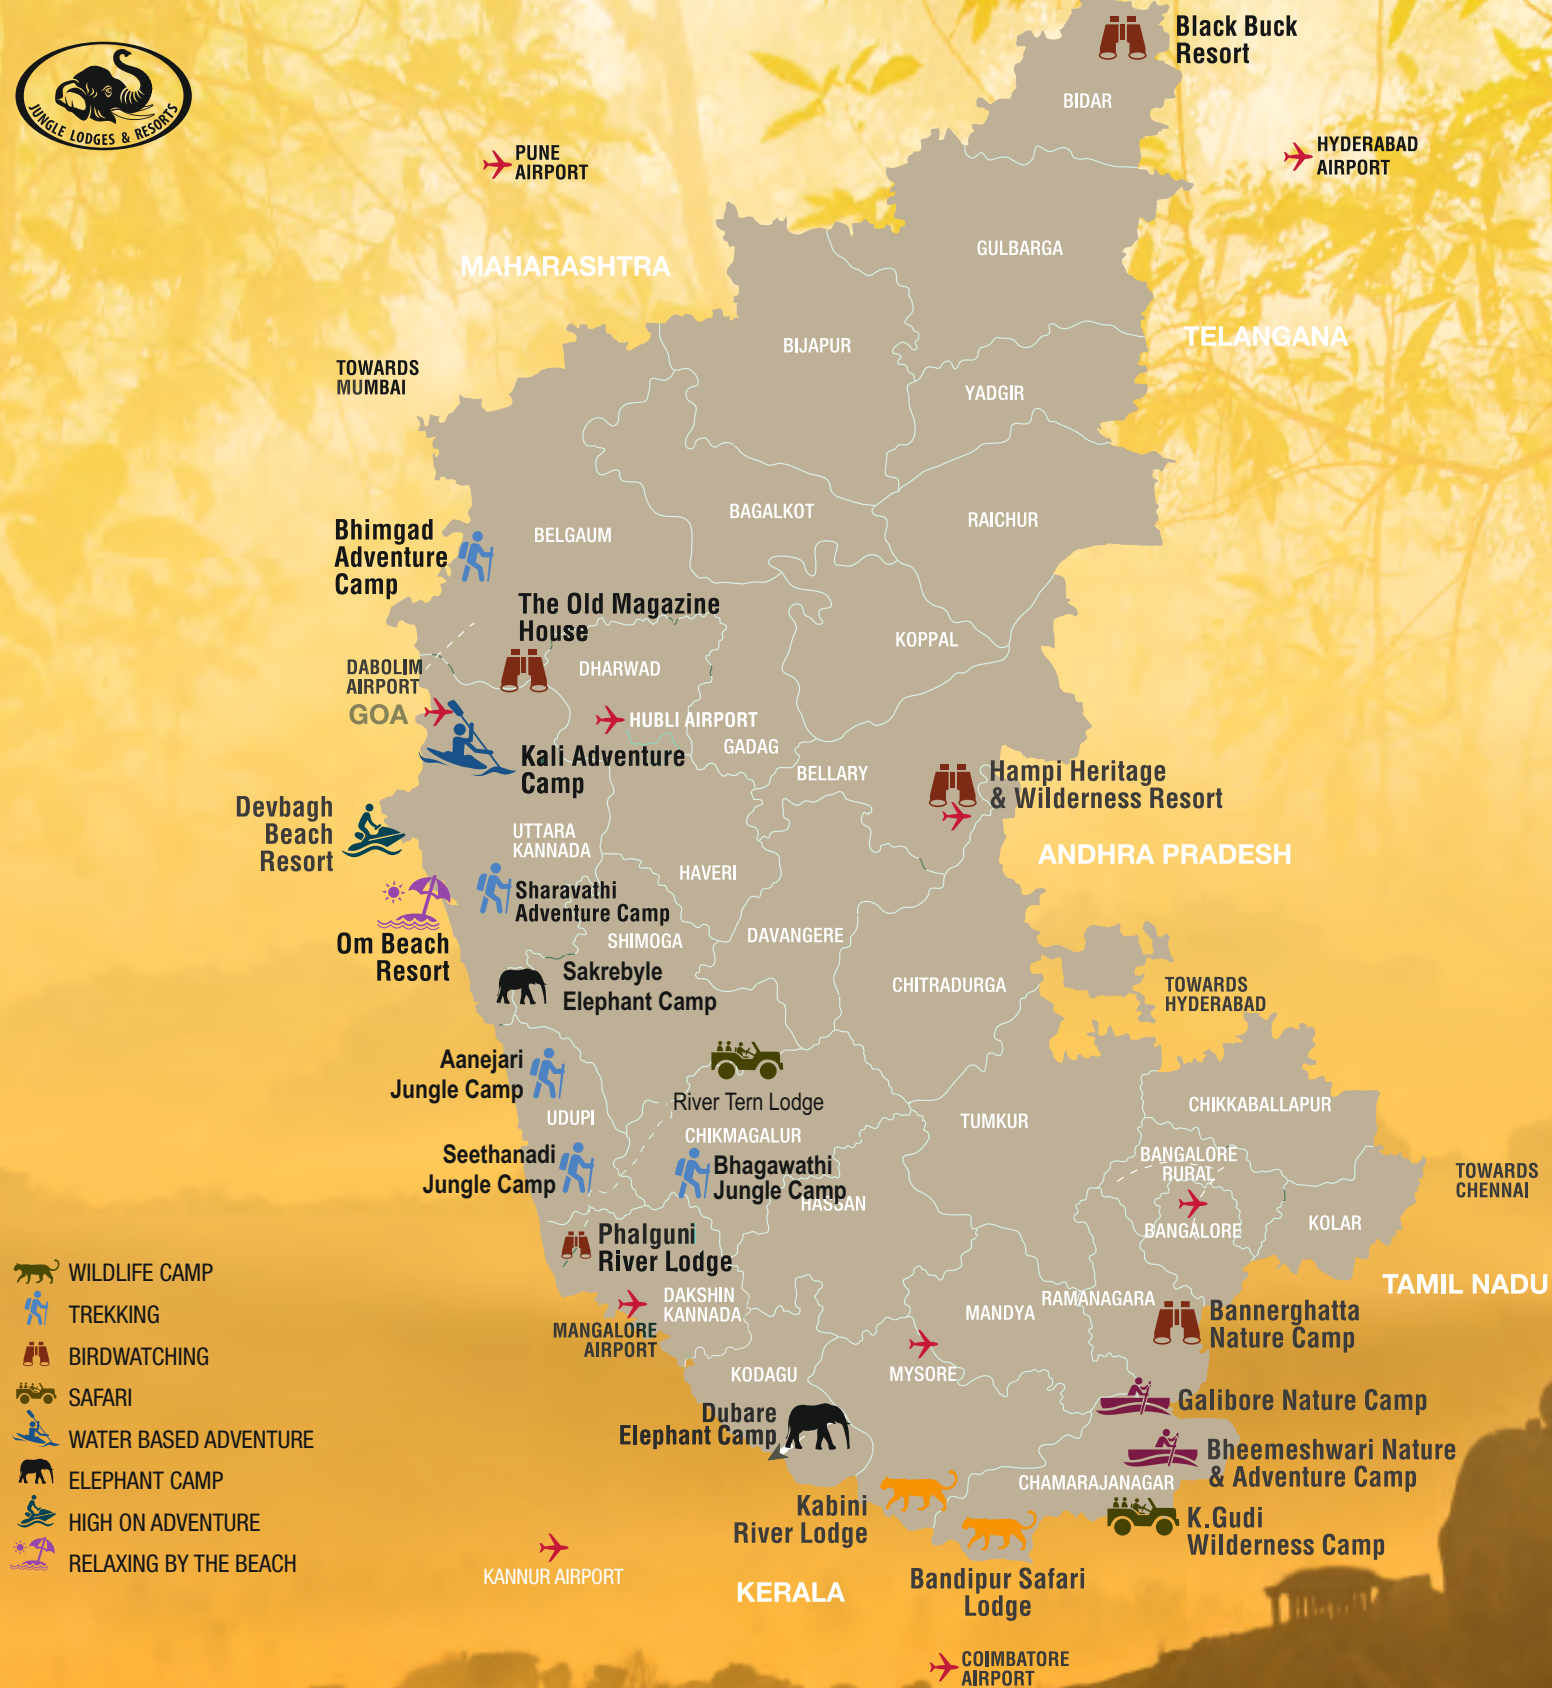 Black Buck
Resort
BIDAR
JUNGLE LODGES & RESORTS
PUNE
AIRPORT
HYDERABAD
AIRPORT
GULBARGA
MAHARASHTRA
TELANGANA
BIJAPUR
TOWARDS
MUMBAI
YADGIR
BAGALKOT
RAICHUR
BELGAUM
Bhimgad
Adventure
Camp
The Old Magazine
House
KOPPAL
DHARWAD
DABOLIM
AIRPORT
GOA
HUBLI AIRPORT
GADAG
Kali Adventure
Camp
BELLARY
Hampi Heritage
& Wilderness Resort
Devbagh
Beach
Resort
UTTARA
KANNADA
ANDHRA PRADESH
HAVERI
Sharavathi
Adventure Camp
Om Beach
Resort
SHIMOGA
DAVANGERE
Sakrebyle
Elephant Camp
CHITRADURGA
TOWARDS
HYDERABAD
Aanejari
Jungle Camp
River Tern Lodge
UDUPI
TUMKUR
CHIKKABALLAPUR
CHIKMAGALUR
Seethanadi
Jungle Camp
Bhagawathi
Jungle Camp
HASSAN
BANGALORE
RURAL
TOWARDS
CHENNAI
BANGALORE
KOLAR
Phalguni
River Lodge
WILDLIFE CAMP
TREKKING
BIRDWATCHING
SAFARI
WATER BASED ADVENTURE
ELEPHANT CAMP
HIGH ON ADVENTURE
RELAXING BY THE BEACH
TAMIL NADU
DAKSHIN
KANNADA
MANGALORE
AIRPORT
MANDYA
RAMANAGARA
Bannerghatta
Nature Camp
KODAGU
MYSORE
Galibore Nature Camp
Dubare
Elephant Camp
Bheemeshwari Nature
& Adventure Camp
CHAMARAJANAGAR
Kabini
River Lodge
K.Gudi
Wilderness Camp
KANNUR AIRPORT
KERALA
Bandipur Safari
Lodge
COIMBATORE
AIRPORT